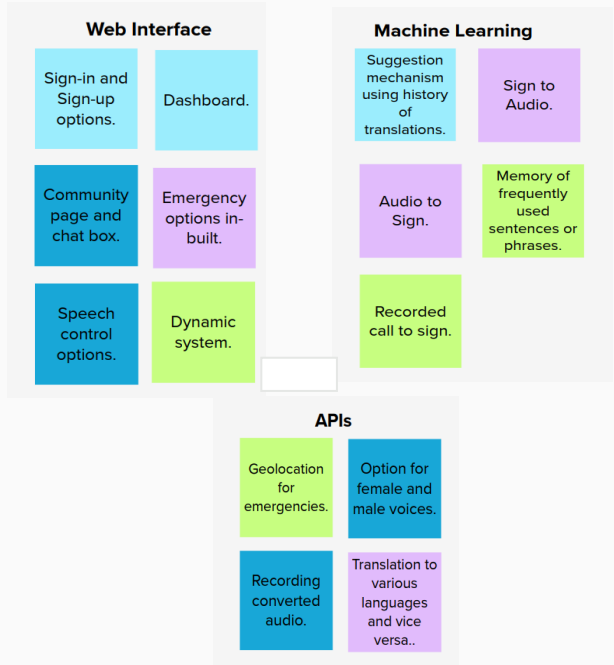 Web Interface
Sign-in and
Sign-up
options.
Dashboard.
Community
page and
chat box.
Emergency
options in-
built.
Speech
control
options.
Dynamic
system.
Machine Learning
Suggestion
mechanism
using history
of
translations.
Sign to
Audio.
Audio to
Sign.
Memory of
frequently
used
sentences or
phrases.
Recorded
call to sign.
APIs
Geolocation
for
emergencies.
Option for
female and
male voices.
Recording
converted
audio.
Translation to
various
languages
and vice
versa..